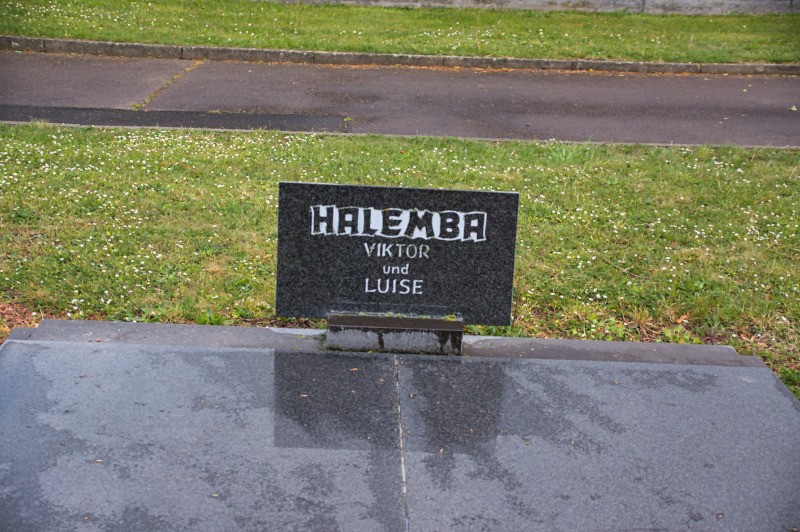 HALEMBA
VIKTOR
und
LUISE